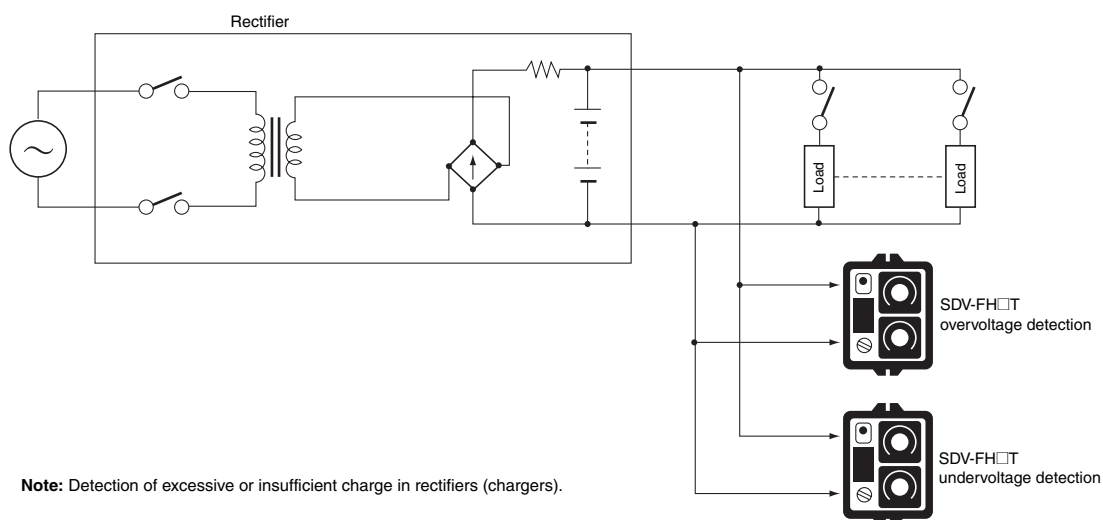 Rectifier
Load
Load
SDV-FH□T
overvoltage detection
SDV-FH□T
undervoltage detection
Note: Detection of excessive or insufficient charge in rectifiers (chargers).